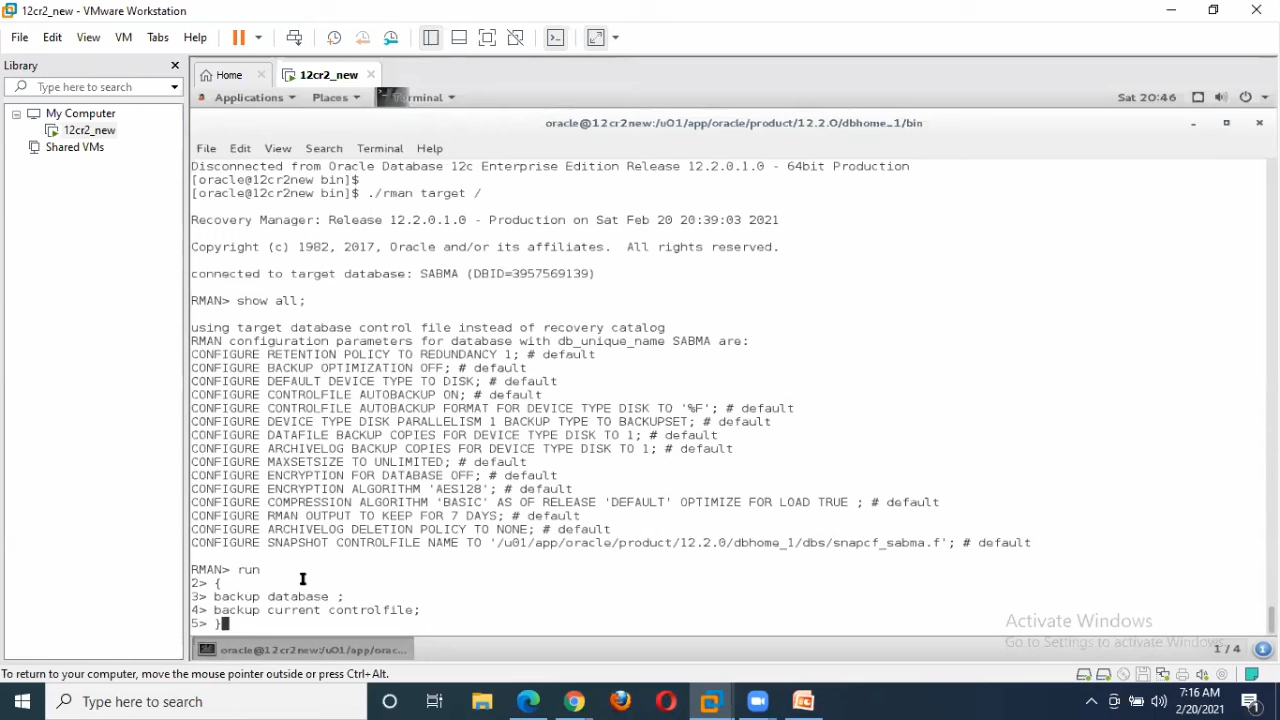 12cr2_new - VMware Workstation
File Edit View VM Tabs Help
Library
Type here to search
My Computer
12cr2_new
Shared VMs
Home
12cr2_new
Applications Places Terminal Sat 20:46
oracle@12cr2new:/u01/app/oracle/product/12.2.0/dbhome_1/bin
File Edit View Search Terminal Help
Disconnected from Oracle Database 12c Enterprise Edition Release 12.2.0.1.0 - 64bit Production
[oracle@12cr2new bin]$
[oracle@12cr2new bin]$ ./rman target /
Recovery Manager: Release 12.2.0.1.0 - Production on Sat Feb 20 20:39:03 2021
Copyright (c) 1982, 2017, Oracle and/or its affiliates.  All rights reserved.
connected to target database: SABMA (DBID=3957569139)
RMAN> show all;
using target database control file instead of recovery catalog
RMAN configuration parameters for database with db_unique_name SABMA are:
CONFIGURE RETENTION POLICY TO REDUNDANCY 1; # default
CONFIGURE BACKUP OPTIMIZATION OFF; # default
CONFIGURE DEFAULT DEVICE TYPE TO DISK; # default
CONFIGURE CONTROLFILE AUTOBACKUP ON; # default
CONFIGURE CONTROLFILE AUTOBACKUP FORMAT FOR DEVICE TYPE DISK TO '%F'; # default
CONFIGURE DEVICE TYPE DISK PARALLELISM 1 BACKUP TYPE TO BACKUPSET; # default
CONFIGURE DATAFILE BACKUP COPIES FOR DEVICE TYPE DISK TO 1; # default
CONFIGURE ARCHIVELOG BACKUP COPIES FOR DEVICE TYPE DISK TO 1; # default
CONFIGURE MAXSETSIZE TO UNLIMITED; # default
CONFIGURE ENCRYPTION FOR DATABASE OFF; # default
CONFIGURE ENCRYPTION ALGORITHM 'AES128'; # default
CONFIGURE COMPRESSION ALGORITHM 'BASIC' AS OF RELEASE 'DEFAULT' OPTIMIZE FOR LOAD TRUE ; # default
CONFIGURE RMAN OUTPUT TO KEEP FOR 7 DAYS; # default
CONFIGURE ARCHIVELOG DELETION POLICY TO NONE; # default
CONFIGURE SNAPSHOT CONTROLFILE NAME TO '/u01/app/oracle/product/12.2.0/dbhome_1/dbs/snapcf_sabma.f'; # default
RMAN> run
2> {
3> backup database ;
4> backup current controlfile;
5> }
Activate Windows
Go to Settings to activate Windows.
oracle@12cr2new:/u01/app/orac...
1 / 4
1
To return to your computer, move the mouse pointer outside or press Ctrl+Alt.
Type here to search
7:16 AM
2/20/2021
1